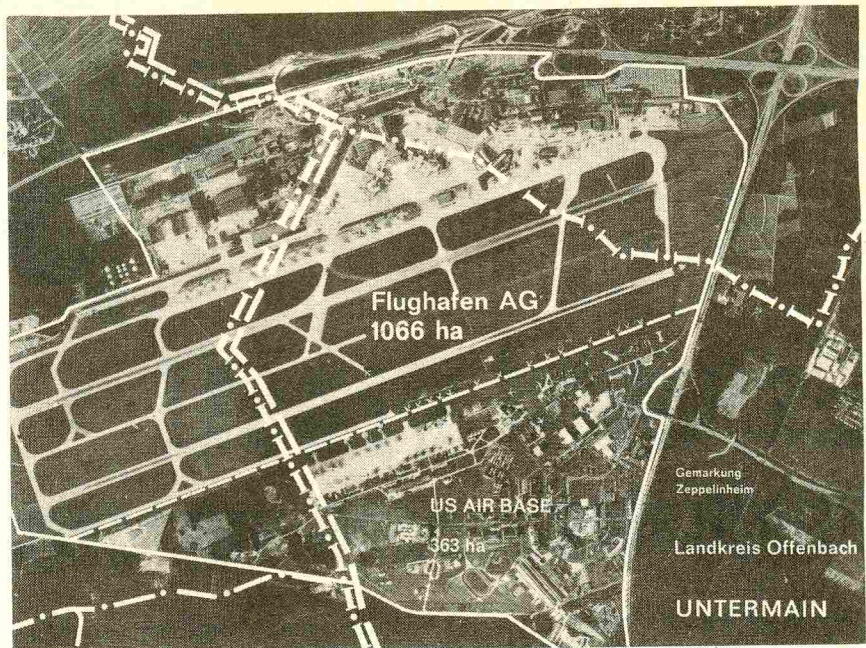 Flughafen AG
1066 ha
US AIR BASE
363 ha
Gemarkung
Zeppelinheim
Landkreis Offenbach
UNTERMAIN